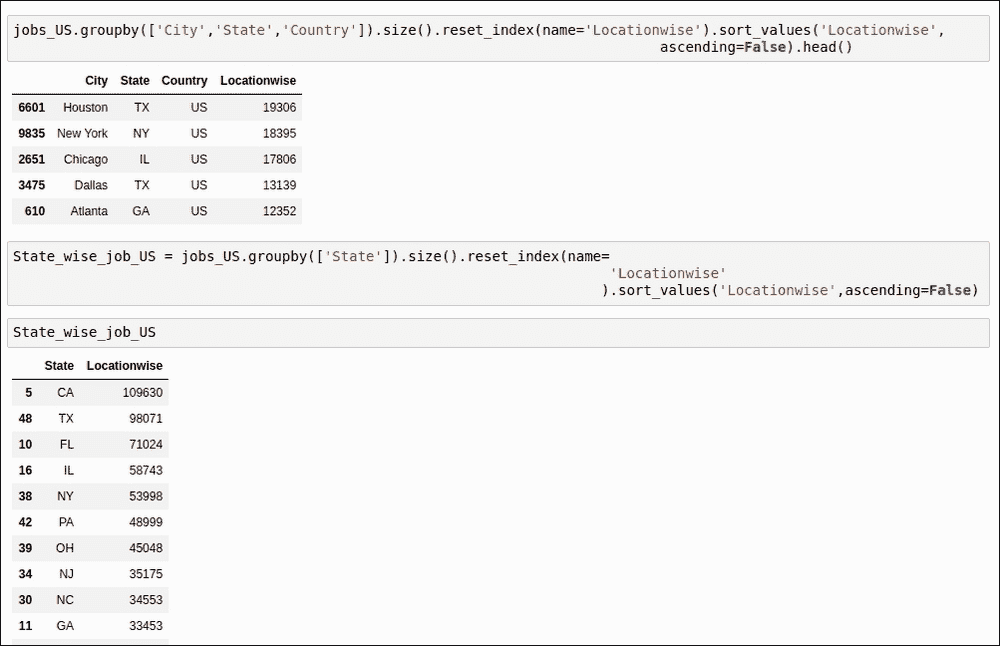 jobs_US.groupby(['City','State','Country']).size().reset_index(name='Locationwise').sort_values('Locationwise',
ascending=False).head()
City State Country Locationwise
6601 Houston TX US 19306
9835 New York NY US 18395
2651 Chicago IL US 17806
3475 Dallas TX US 13139
610 Atlanta GA US 12352
State_wise_job_US = jobs_US.groupby(['State']).size().reset_index(name=
'Locationwise'
).sort_values('Locationwise',ascending=False)
State_wise_job_US
State Locationwise
5 CA 109630
48 TX 98071
10 FL 71024
16 IL 58743
38 NY 53998
42 PA 48999
39 OH 45048
34 NJ 35175
30 NC 34553
11 GA 33453